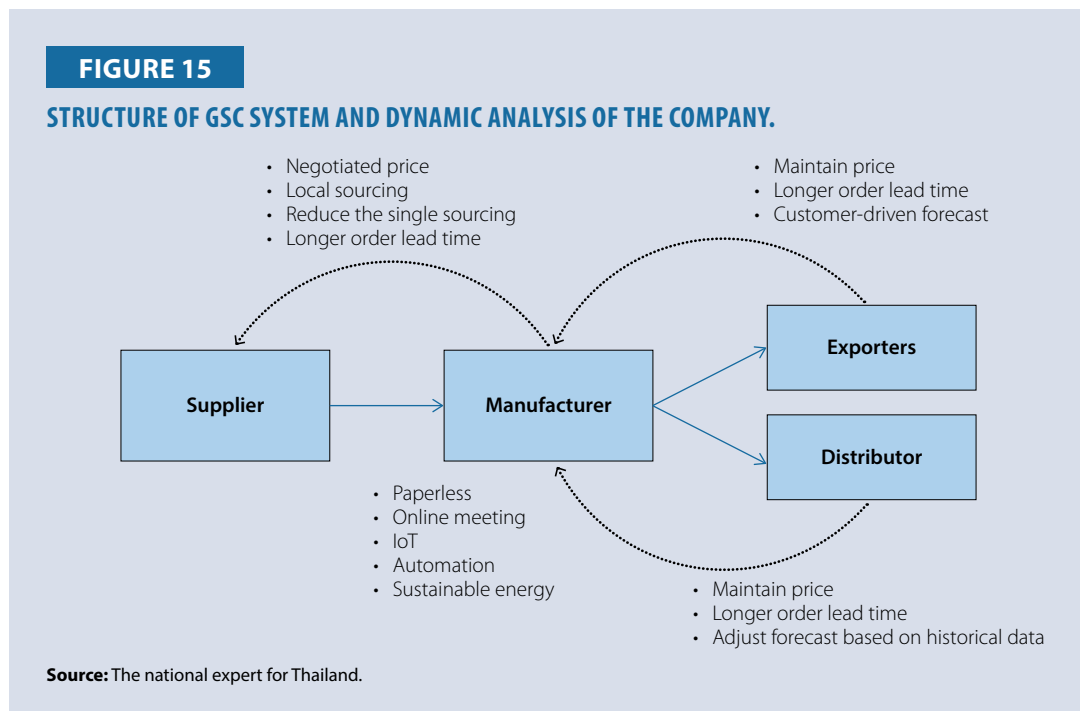 FIGURE 15
STRUCTURE OF GSC SYSTEM AND DYNAMIC ANALYSIS OF THE COMPANY.
• Negotiated price
• Local sourcing
• Reduce the single sourcing
• Longer order lead time
• Maintain price
• Longer order lead time
• Customer-driven forecast
Supplier
Manufacturer
Exporters
Distributor
• Paperless
• Online meeting
• IoT
• Automation
• Sustainable energy
• Maintain price
• Longer order lead time
• Adjust forecast based on historical data
Source: The national expert for Thailand.